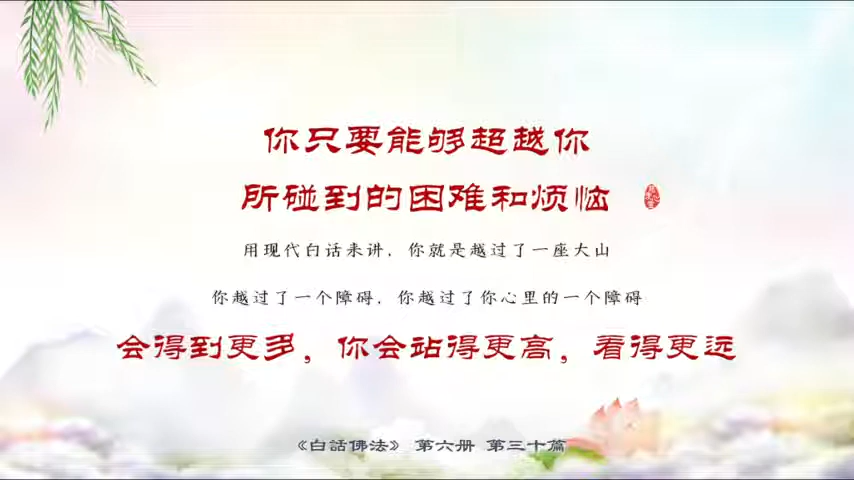 你只要能够超越你
所碰到的困难和烦恼
用现代白话来讲，你就是越过了一座大山
你越过了一个障碍，你越过了你心里的一个障碍
会得到更多，你会站得更高，看得更远
《白話佛法》 第六册 第三十篇